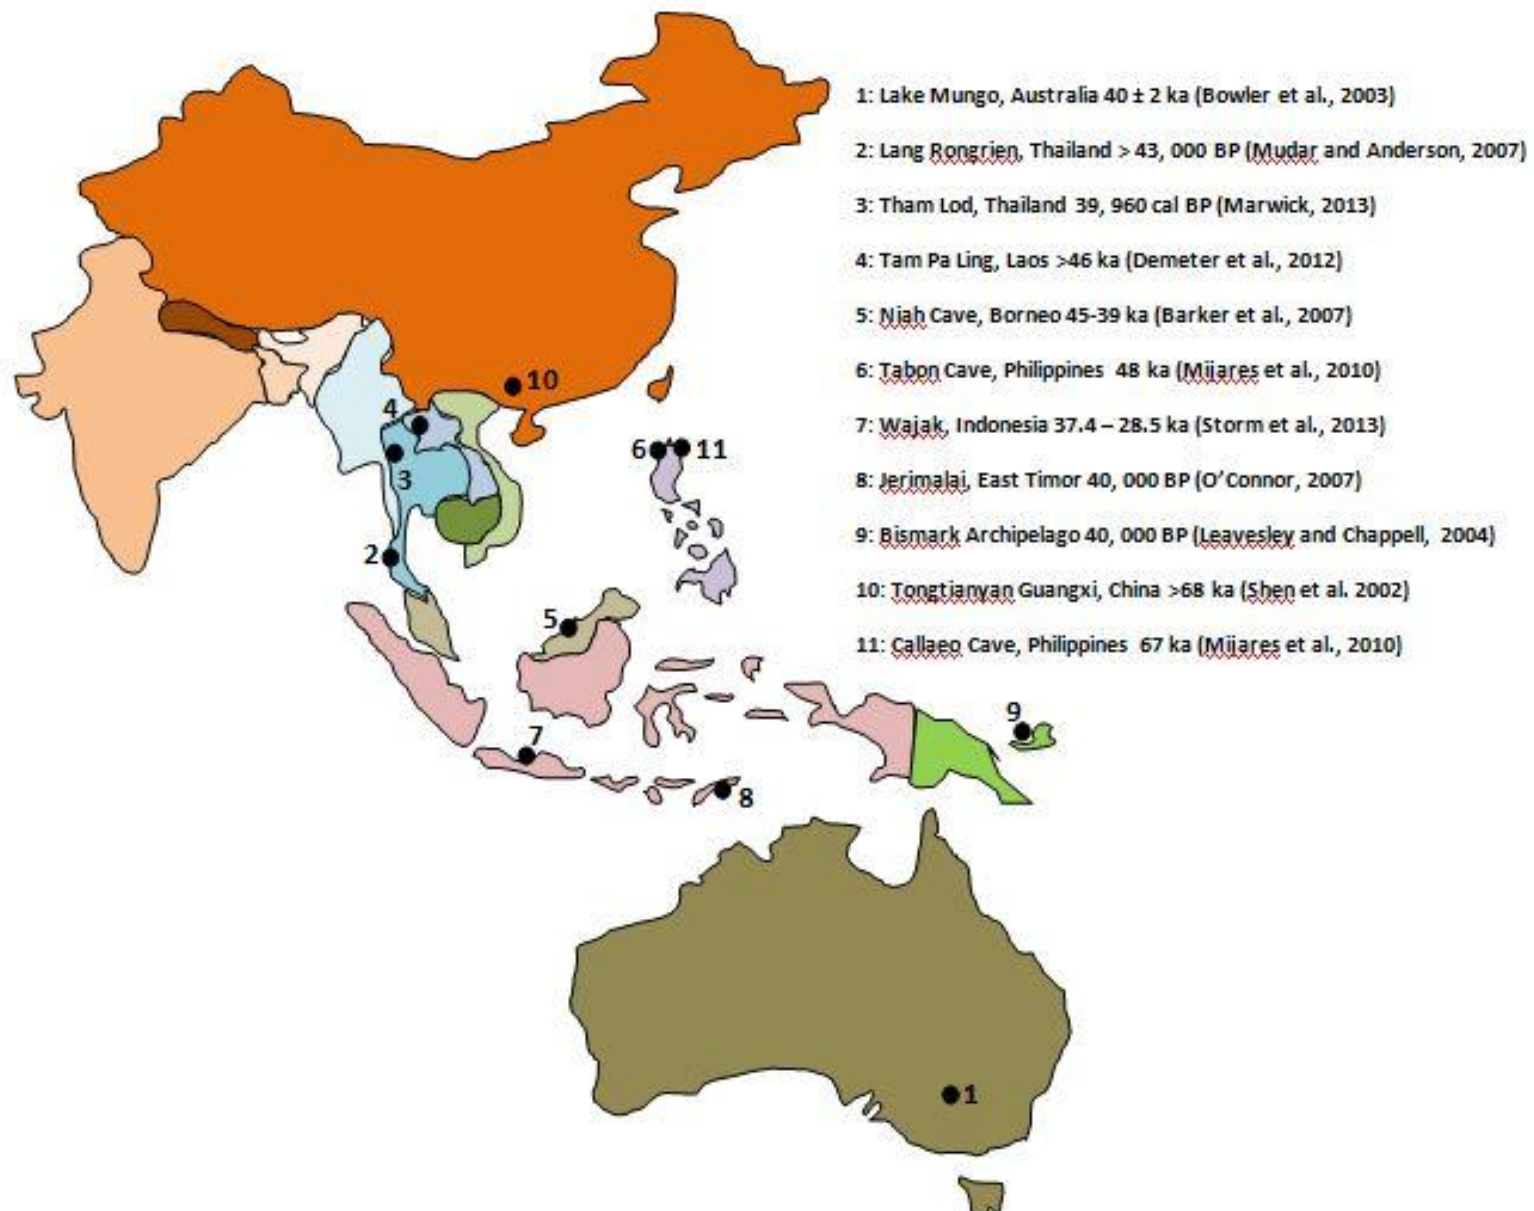 1: Lake Mungo, Australia 40 ± 2 ka (Bowler et al., 2003)
2: Lang Rongrien, Thailand > 43, 000 BP (Mudar and Anderson, 2007)
3: Tham Lod, Thailand 39, 960 cal BP (Marwick, 2013)
4: Tam Pa Ling, Laos >46 ka (Demeter et al., 2012)
5: Niah Cave, Borneo 45-39 ka (Barker et al., 2007)
6: Tabon Cave, Philippines 48 ka (Mijares et al., 2010)
7: Wajak, Indonesia 37.4 – 28.5 ka (Storm et al., 2013)
8: Jerimalai, East Timor 40, 000 BP (O’Connor, 2007)
9: Bismark Archipelago 40, 000 BP (Leavesley and Chappell, 2004)
10: Tongtianyan Guangxi, China >68 ka (Shen et al. 2002)
11: Callaeo Cave, Philippines 67 ka (Mijares et al., 2010)
10
4
6
11
3
2
5
9
7
8
1